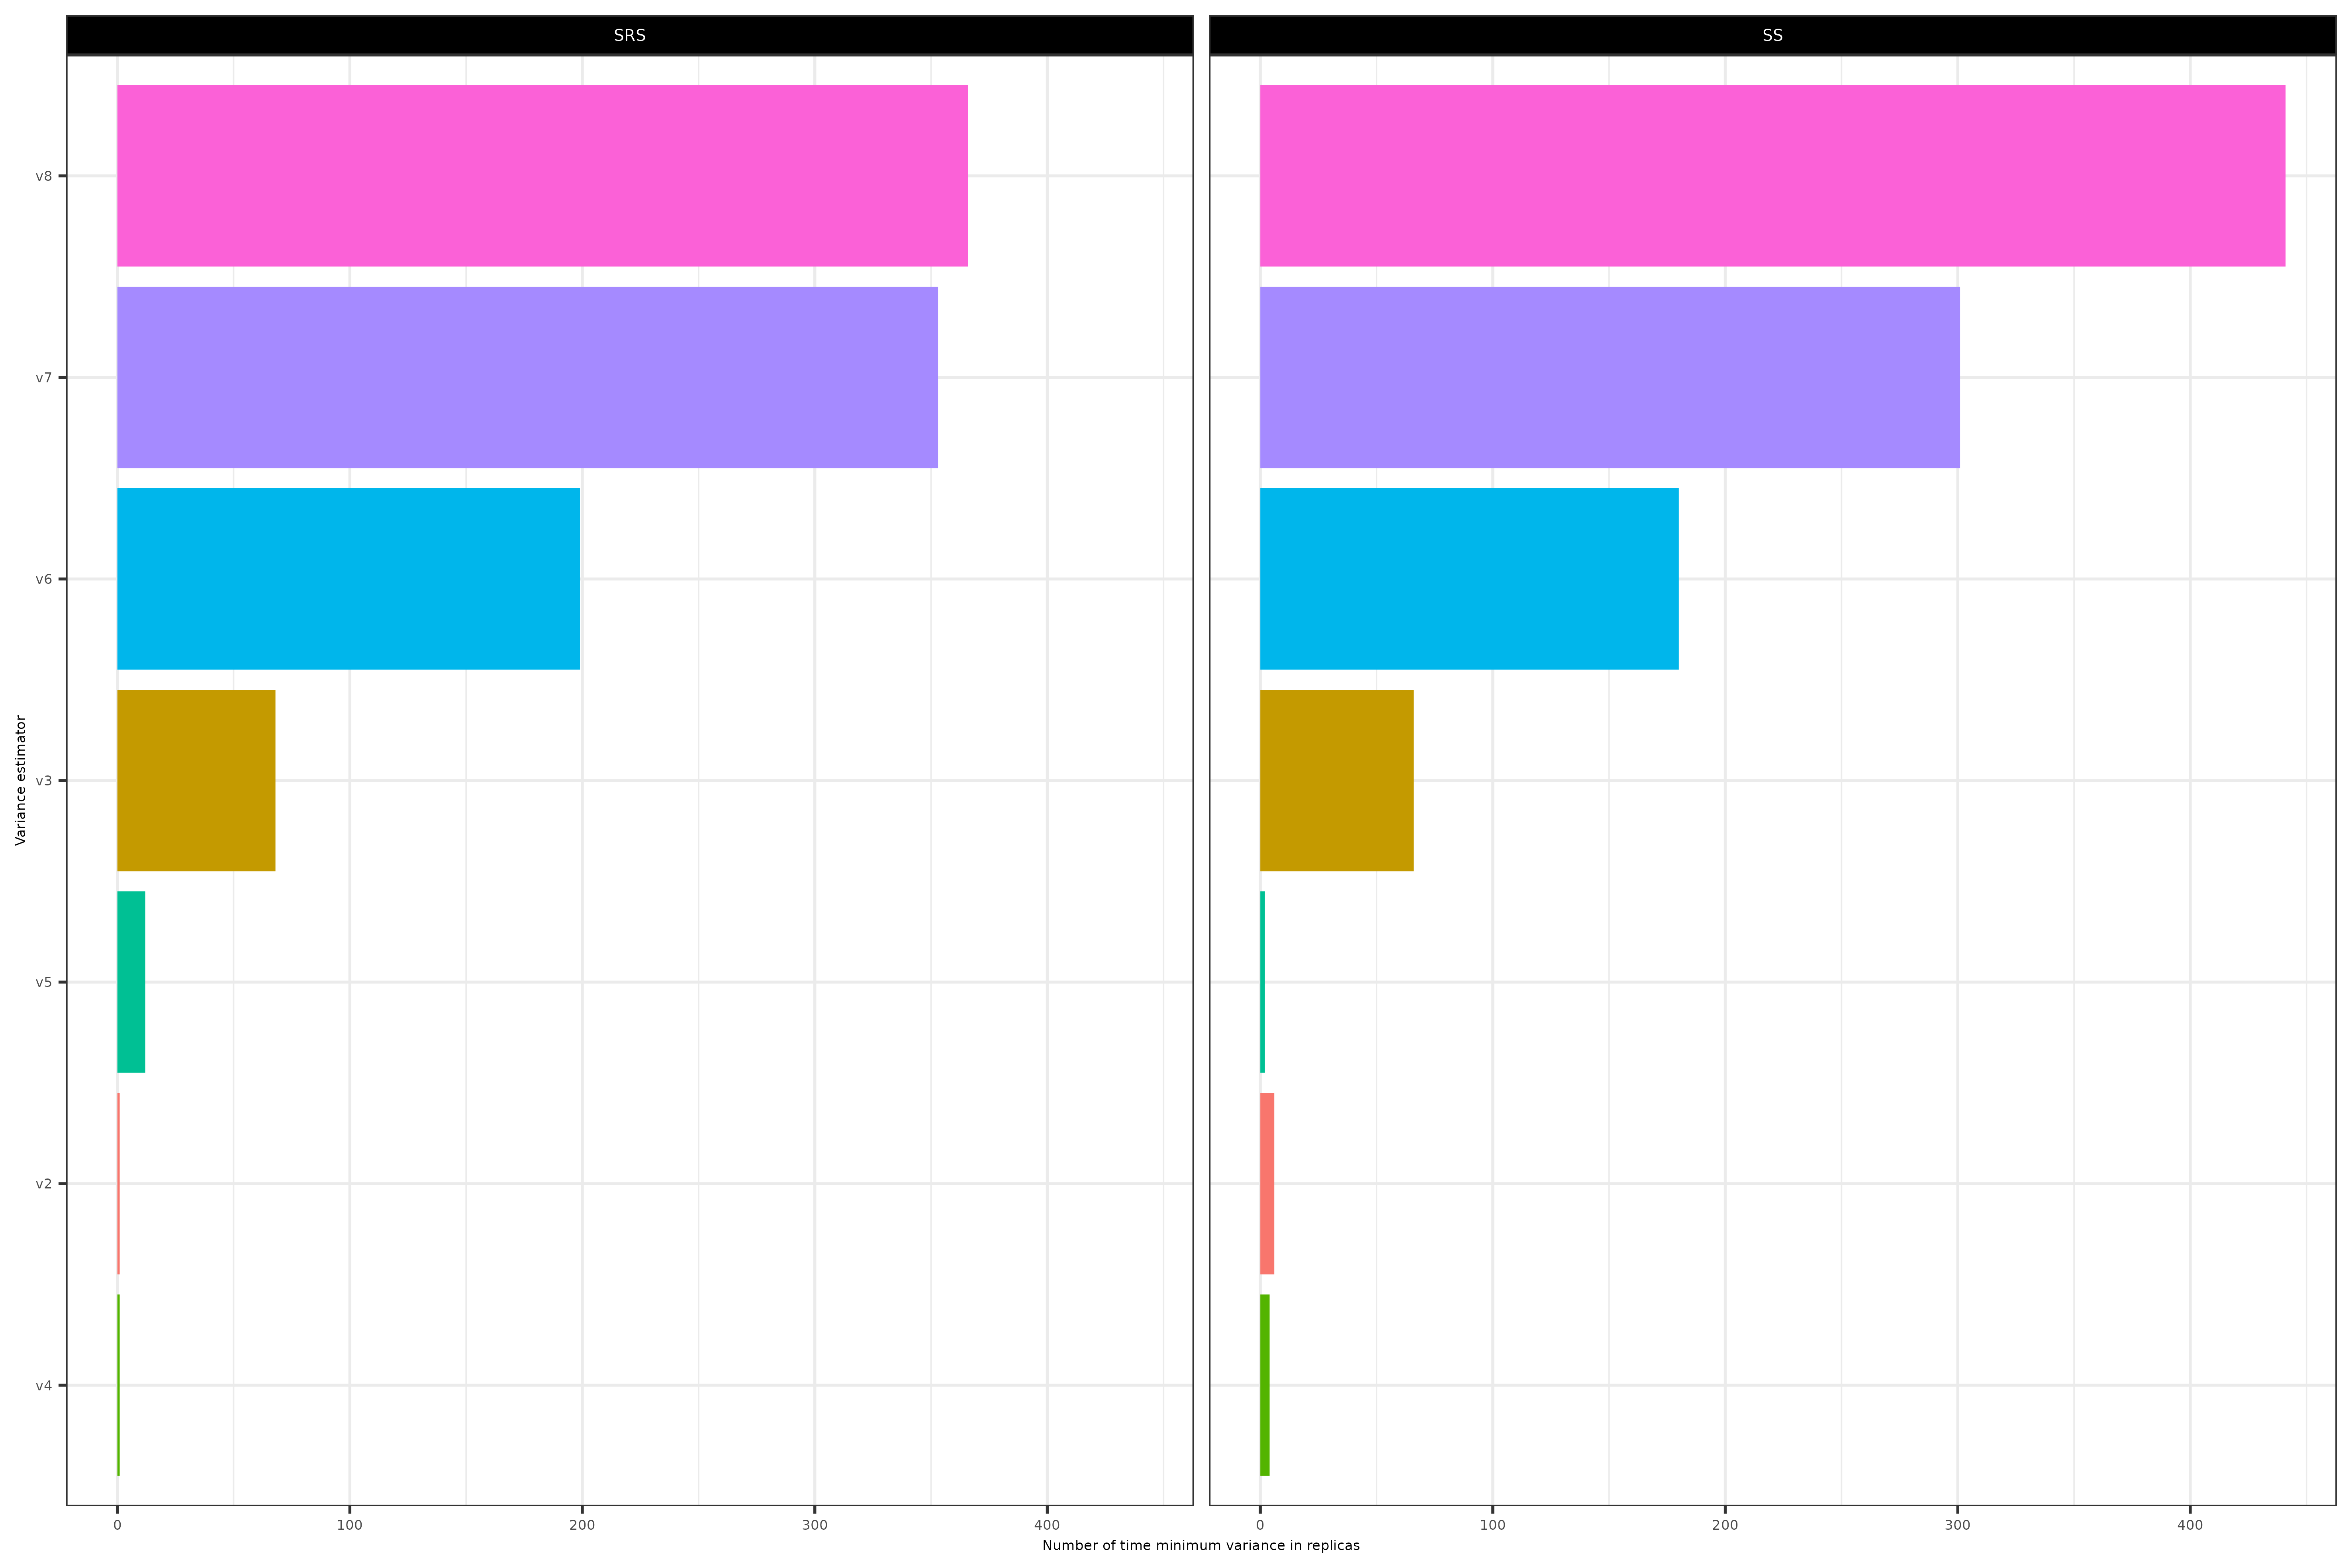 SRS
SS
Variance estimator
v8
v7
v6
v3
v5
v2
v4
0 100 200 300 400
0 100 200 300 400
Number of time minimum variance in replicas